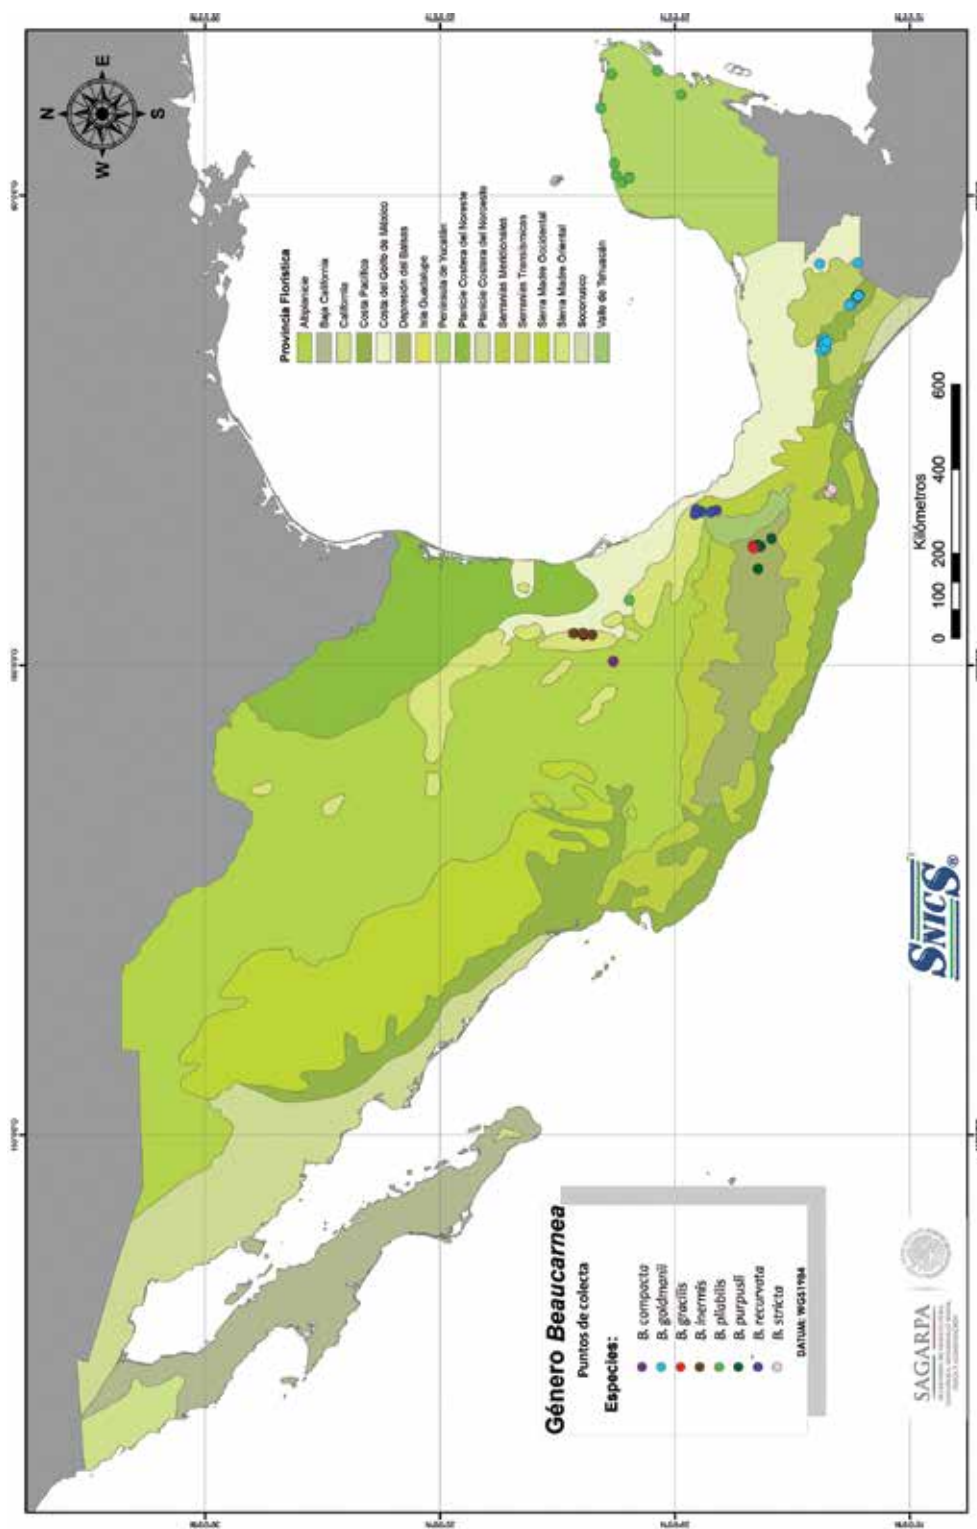 N
W
E
S
Provincia Florística
Altiplanicie
Baja California
California
Costa Pacífica
Costa del Golfo de México
Depresión del Balsas
Isla Guadalupe
Península de Yucatán
Planicie Costera del Noreste
Planicie Costera del Noroeste
Serranías Meridionales
Serranías Transísmicas
Sierra Madre Occidental
Sierra Madre Oriental
Soconusco
Valle de Tehuacán
Kilómetros
0 100 200 400 600
Género Beaucarnea
Puntos de colecta
Especies:
B. compacta
B. goldmanii
B. gracilis
B. inermis
B. pliabilis
B. purpusii
B. recurvata
B. stricta
DATUM: WGS1984
SAGARPA
SNICS®